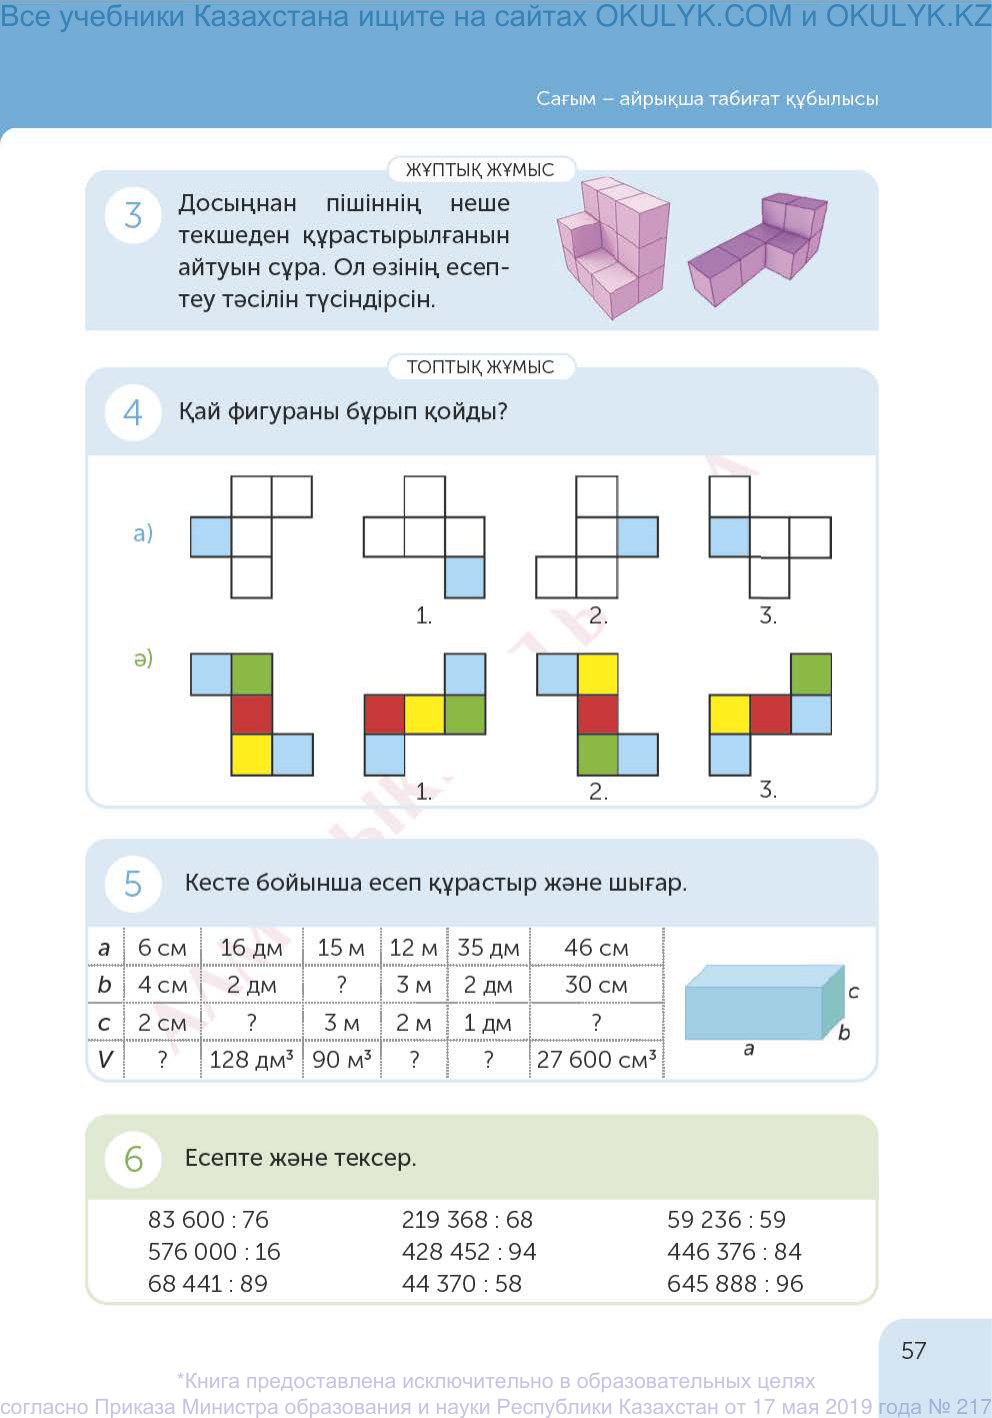 Все учебники Казахстана ищите на сайтах OKULYK.COM и OKULYK.KZ
Сағым – айрықша табиғат құбылысы
ЖҰПТЫҚ ЖҰМЫС
3
Досыңнан пішіннің неше
текшеден құрастырылғанын
айтуын сұра. Ол өзінің есеп-
теу тәсілін түсіндірсін.
ТОПТЫҚ ЖҰМЫС
4 Қай фигураны бұрып қойды?
а)
1. 2. 3.
ә)
1. 2. 3.
5 Кесте бойынша есеп құрастыр және шығар.
a 6 см 16 дм 15 м 12 м 35 дм 46 см
b 4 см 2 дм ? 3 м 2 дм 30 см
c 2 см ? 3 м 2 м 1 дм ?
V ? 128 дм³ 90 м³ ? ? 27 600 см³
c
b
a
6 Есепте және тексер.
83 600 : 76 219 368 : 68 59 236 : 59
576 000 : 16 428 452 : 94 446 376 : 84
68 441 : 89 44 370 : 58 645 888 : 96
57
*Книга предоставлена исключительно в образовательных целях
согласно Приказа Министра образования и науки Республики Казахстан от 17 мая 2019 года № 217